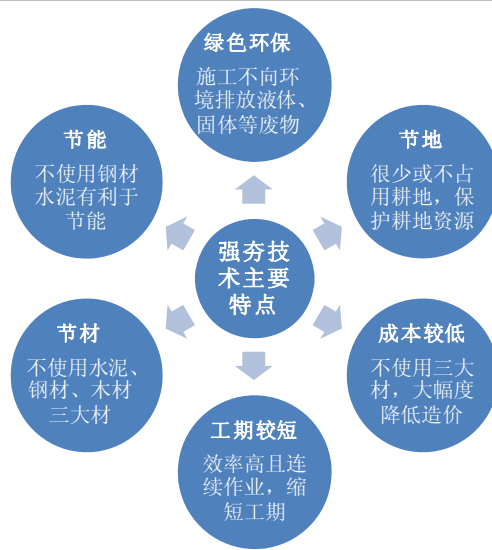 绿色环保
施工不向环
境排放液体、
固体等废物
节能
不使用钢材
水泥有利于
节能
节地
很少或不占
用耕地，保
护耕地资源
强夯技
术主要
特点
节材
不使用水泥、
钢材、木材
三大材
成本较低
不使用三大
材，大幅度
降低造价
工期较短
效率高且连
续作业，缩
短工期